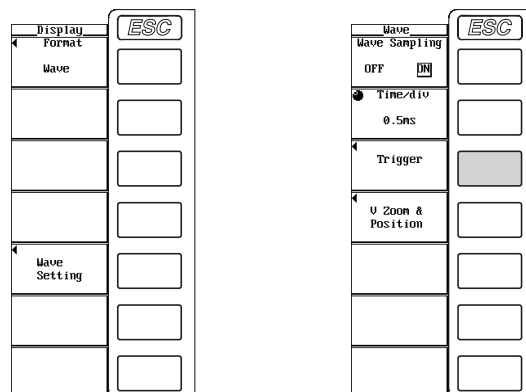 Display
ESC
Format
Wave
Wave
Setting
Wave
ESC
Wave Sampling
OFF ON
Time/div
0.5ms
Trigger
V Zoom &
Position